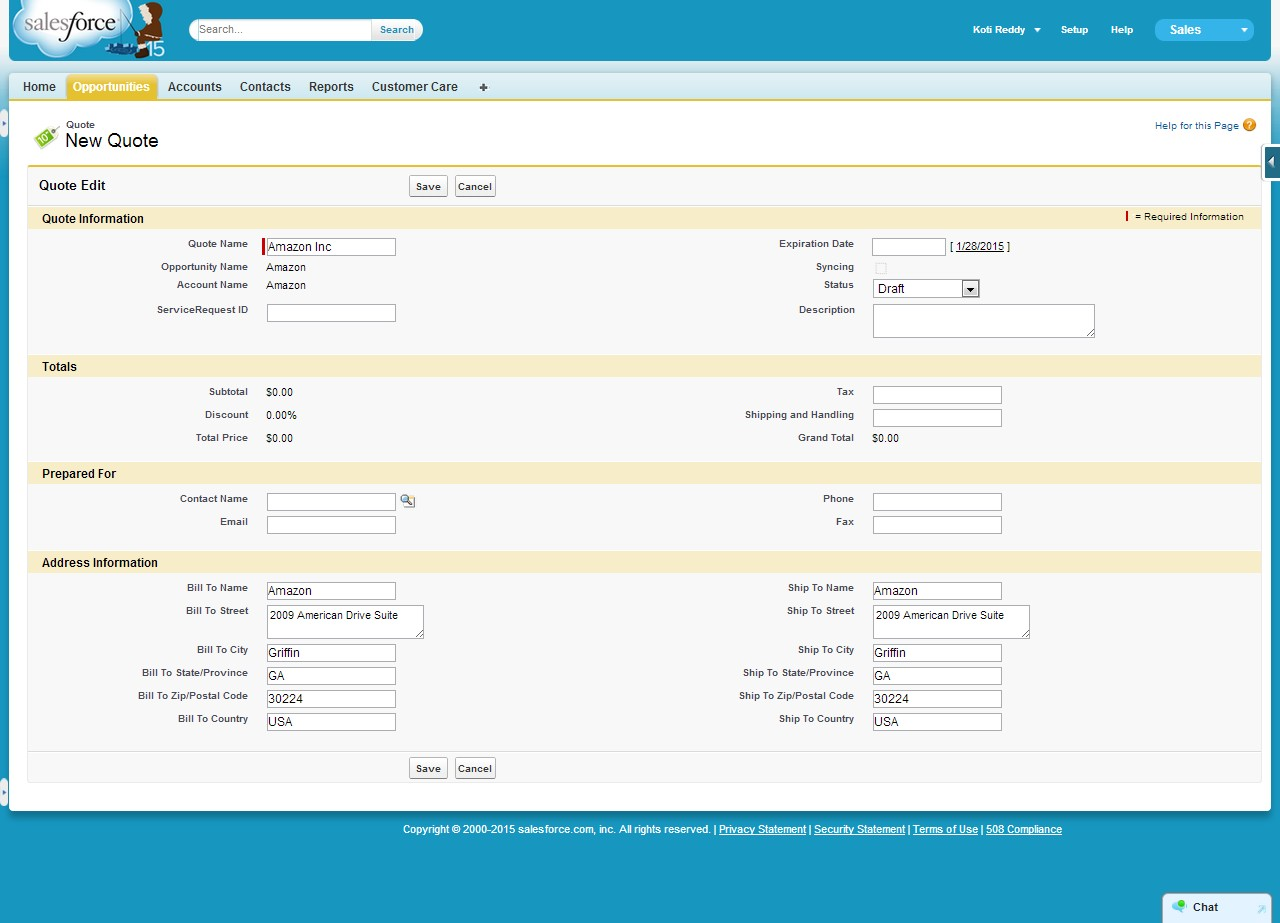 salesforce 15
Search... Search
Koti Reddy Setup Help Sales
Home Opportunities Accounts Contacts Reports Customer Care +
Quote
New Quote
Help for this Page ?
Quote Edit Save Cancel
Quote Information = Required Information
Quote Name Amazon Inc Expiration Date [ 1/28/2015 ]
Opportunity Name Amazon Syncing
Account Name Amazon Status Draft
ServiceRequest ID Description
Totals
Subtotal $0.00 Tax
Discount 0.00% Shipping and Handling
Total Price $0.00 Grand Total $0.00
Prepared For
Contact Name Phone
Email Fax
Address Information
Bill To Name Amazon Ship To Name Amazon
Bill To Street 2009 American Drive Suite Ship To Street 2009 American Drive Suite
Bill To City Griffin Ship To City Griffin
Bill To State/Province GA Ship To State/Province GA
Bill To Zip/Postal Code 30224 Ship To Zip/Postal Code 30224
Bill To Country USA Ship To Country USA
Save Cancel
Copyright © 2000-2015 salesforce.com, inc. All rights reserved. | Privacy Statement | Security Statement | Terms of Use | 508 Compliance
Chat